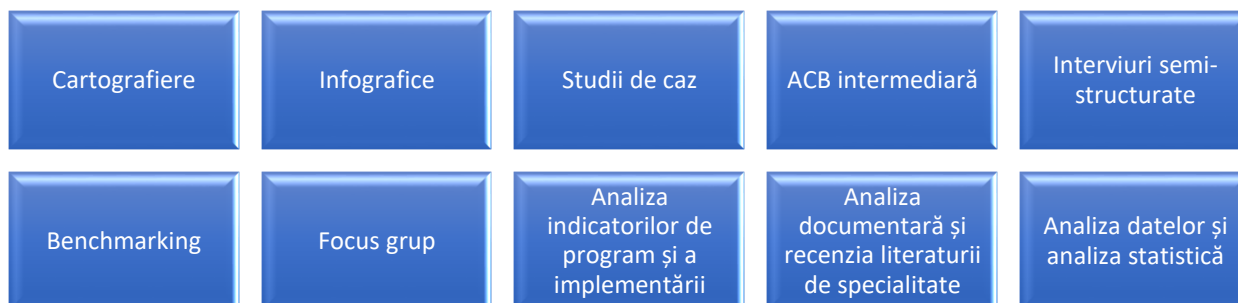 Cartografiere
Infografice
Studii de caz
ACB intermediară
Interviuri semi-
structurate
Benchmarking
Focus grup
Analiza
indicatorilor de
program și a
implementării
Analiza
documentară și
recenzia literaturii
de specialitate
Analiza datelor și
analiza statistică